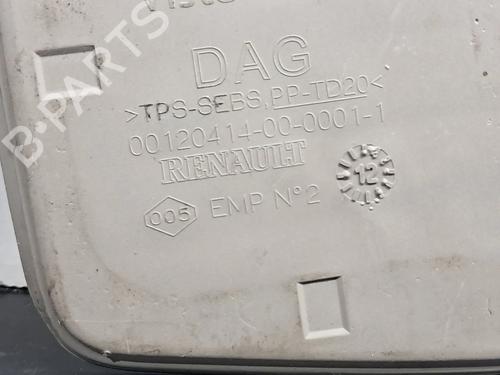 DAG
>TPS-SEBS,PP-TD20<
00120414-00-0001-1
RENAULT
12
005 EMP N°2
B-PARTS